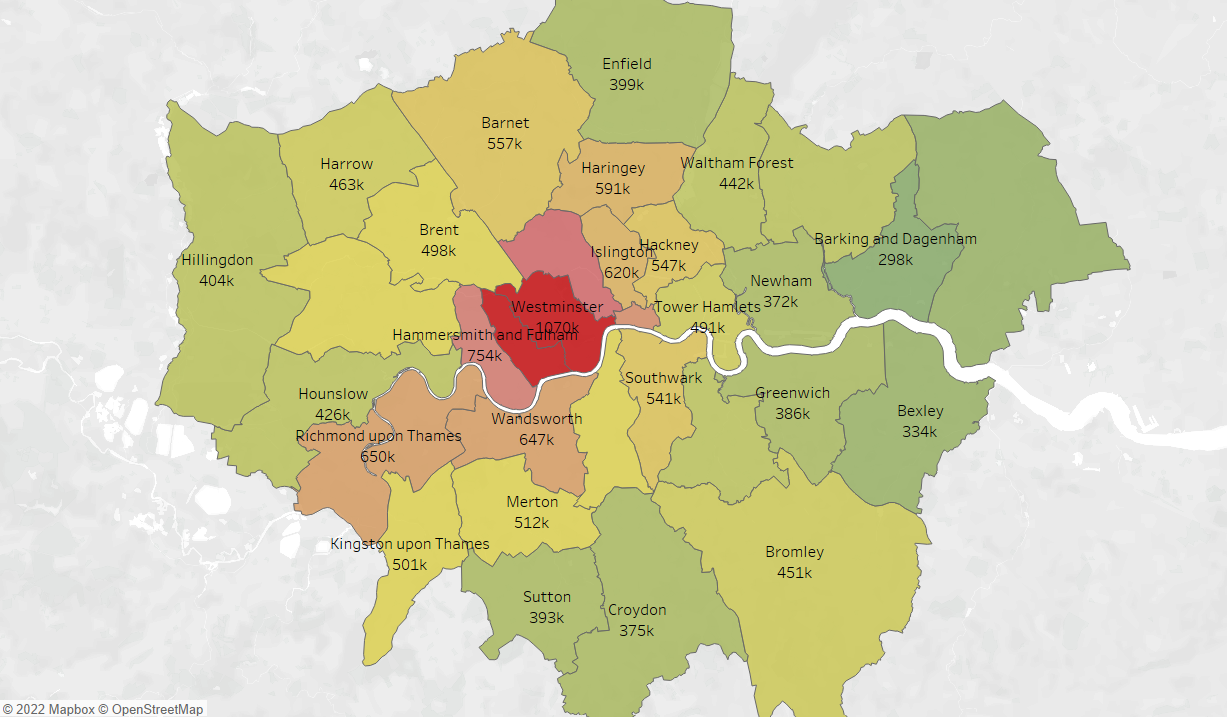 Enfield
399k
Barnet
557k
Harrow
463k
Haringey
591k
Waltham Forest
442k
Brent
498k
Hillingdon
404k
Islington
620k
Hackney
547k
Barking and Dagenham
298k
Newham
372k
Westminster
1070k
Tower Hamlets
491k
Hammersmith and Fulham
754k
Hounslow
426k
Southwark
541k
Greenwich
386k
Bexley
334k
Wandsworth
647k
Richmond upon Thames
650k
Merton
512k
Kingston upon Thames
501k
Bromley
451k
Sutton
393k
Croydon
375k
© 2022 Mapbox © OpenStreetMap